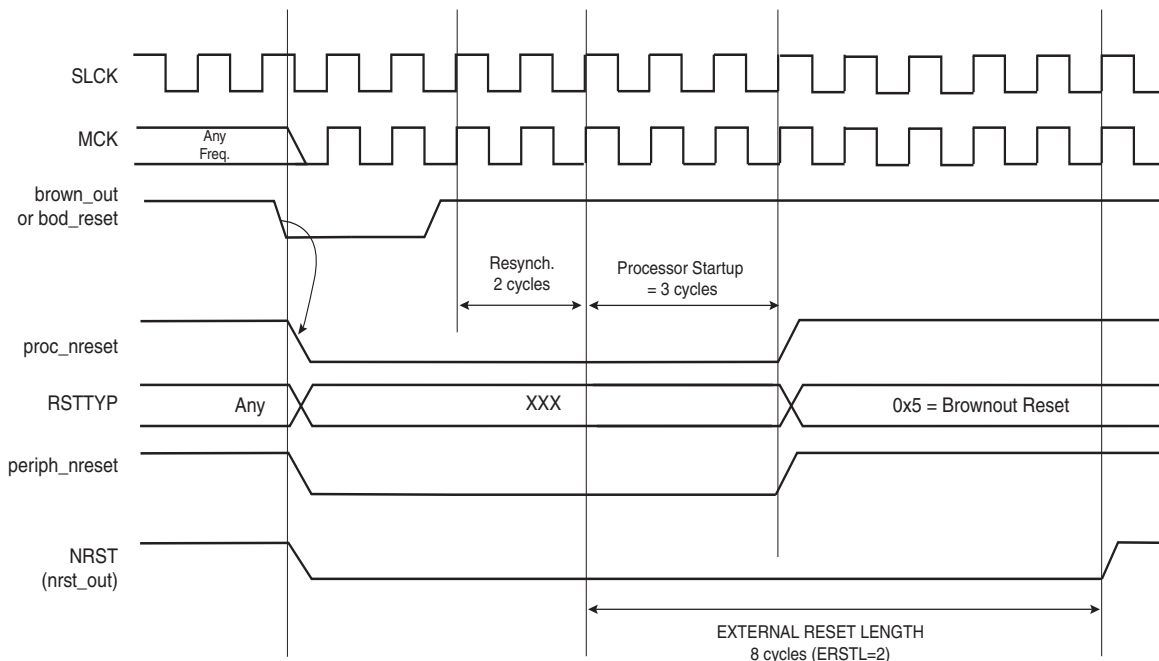 SLCK
MCK
Any
Freq.
brown_out
or bod_reset
Resynch.
2 cycles
Processor Startup
= 3 cycles
proc_nreset
RSTTYP
Any
XXX
0x5 = Brownout Reset
periph_nreset
NRST
(nrst_out)
EXTERNAL RESET LENGTH
8 cycles (ERSTL=2)